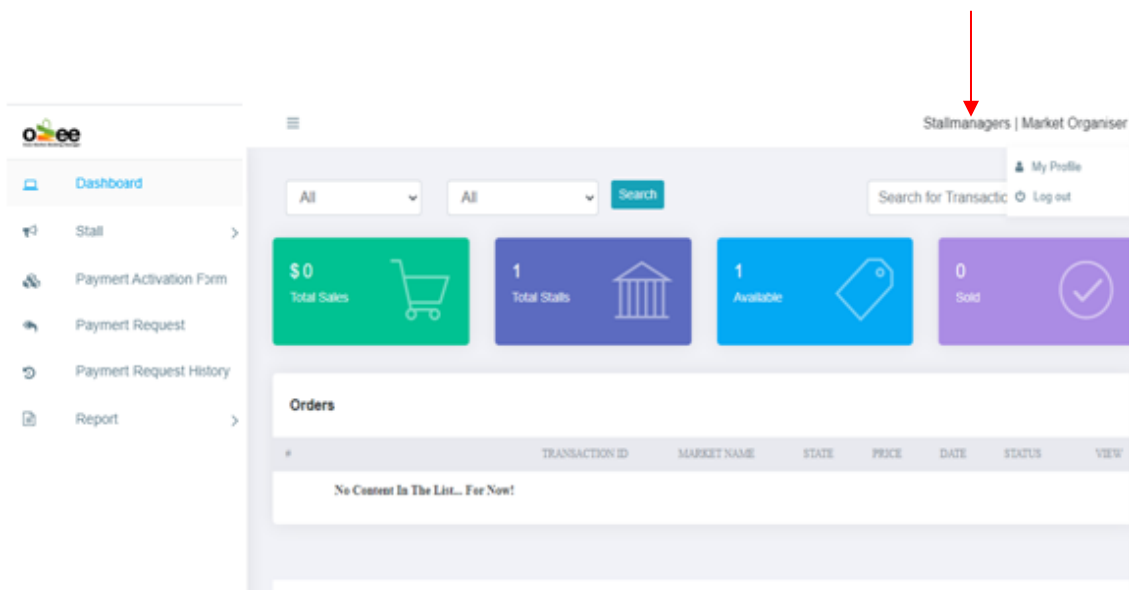 ozee
Stallmanagers | Market Organiser
My Profile
Log out
Dashboard
Stall
Payment Activation Form
Payment Request
Payment Request History
Report
All
All
Search
Search for Transactic
$ 0
Total Sales
1
Total Stalls
1
Available
0
Sold
Orders
# TRANSACTION ID MARKET NAME STATE PRICE DATE STATUS VIEW
No Content In The List... For Now!